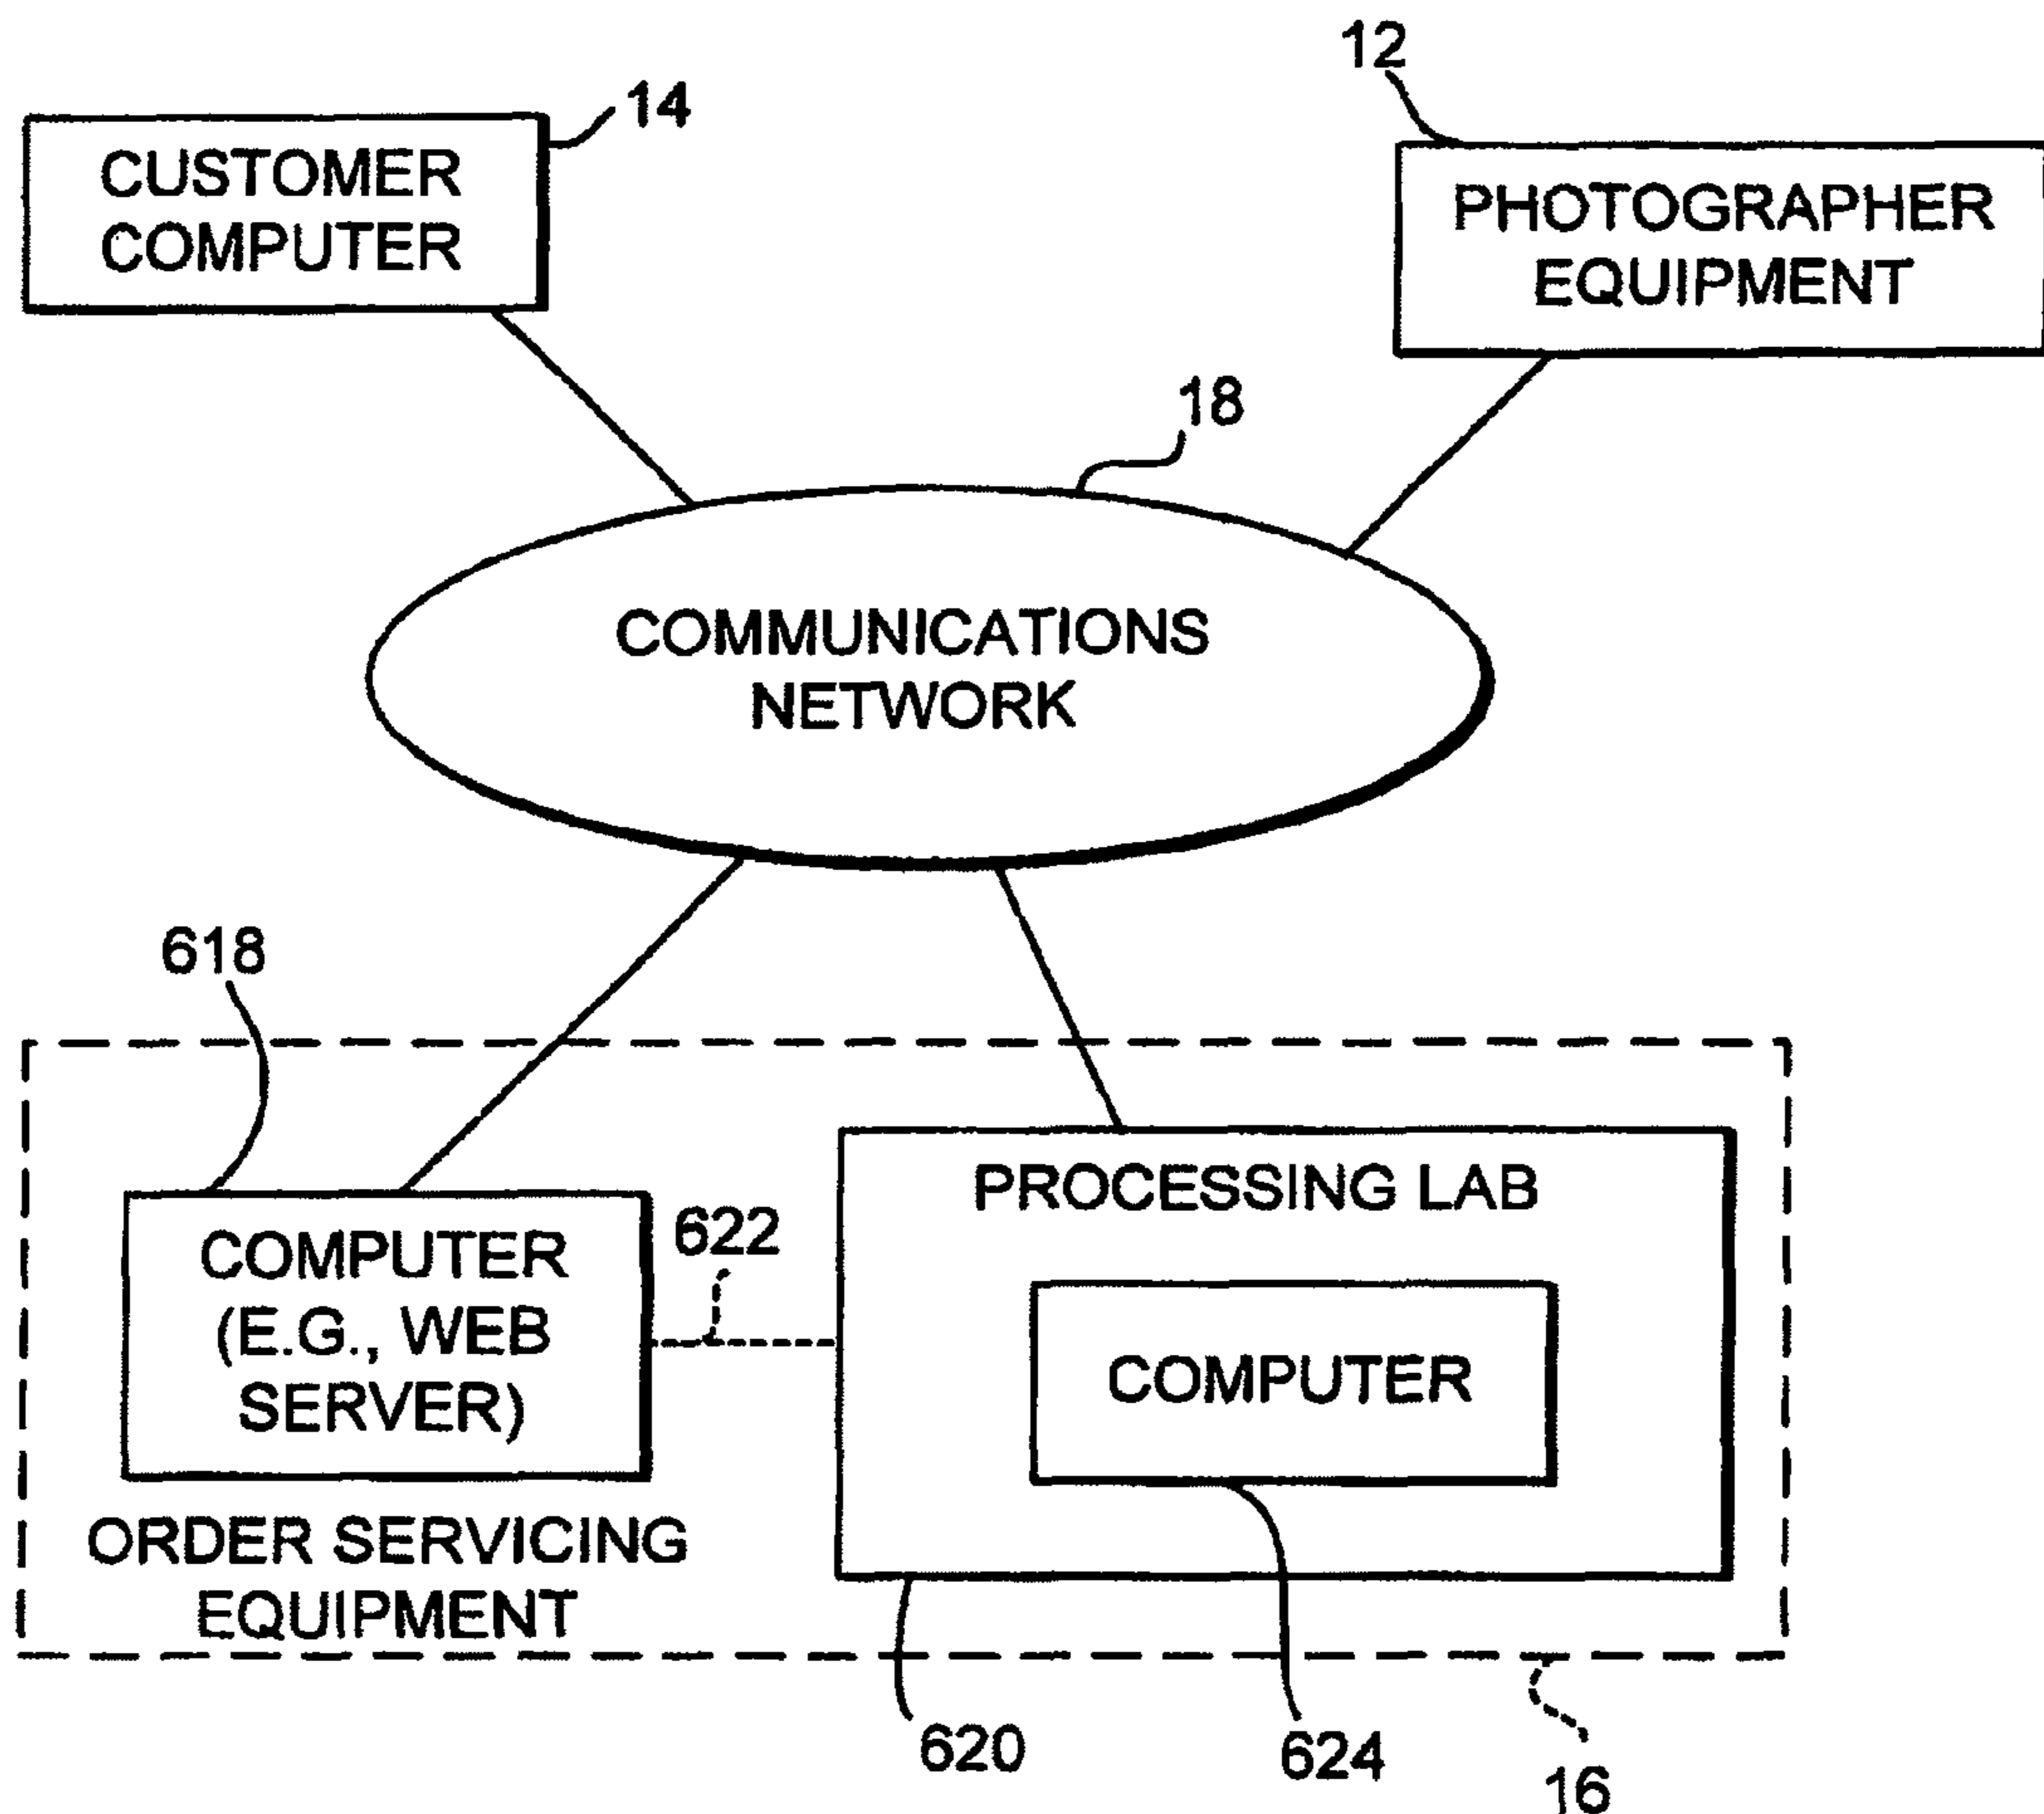 12
14
CUSTOMER
COMPUTER
PHOTOGRAPHER
EQUIPMENT
18
COMMUNICATIONS
NETWORK
618
PROCESSING LAB
622
COMPUTER
(E.G., WEB
SERVER)
COMPUTER
ORDER SERVICING
EQUIPMENT
620
624
16